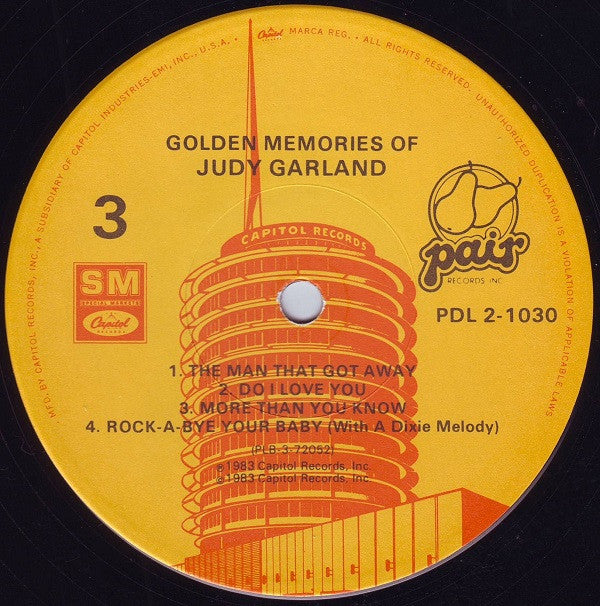 MFD. BY CAPITOL RECORDS, INC., A SUBSIDIARY OF CAPITOL INDUSTRIES-EMI, INC., U.S.A. • Capitol MARCA REG. • ALL RIGHTS RESERVED. UNAUTHORIZED DUPLICATION IS A VIOLATION OF APPLICABLE LAWS
GOLDEN MEMORIES OF
JUDY GARLAND
3
CAPITOL RECORDS
SM
SPECIAL MARKETS
Capitol
pair
RECORDS INC
PDL 2-1030
1. THE MAN THAT GOT AWAY
2. DO I LOVE YOU
3. MORE THAN YOU KNOW
4. ROCK-A-BYE YOUR BABY (With A Dixie Melody)
(PLB-3-72052)
℗1983 Capitol Records, Inc.
©1983 Capitol Records, Inc.